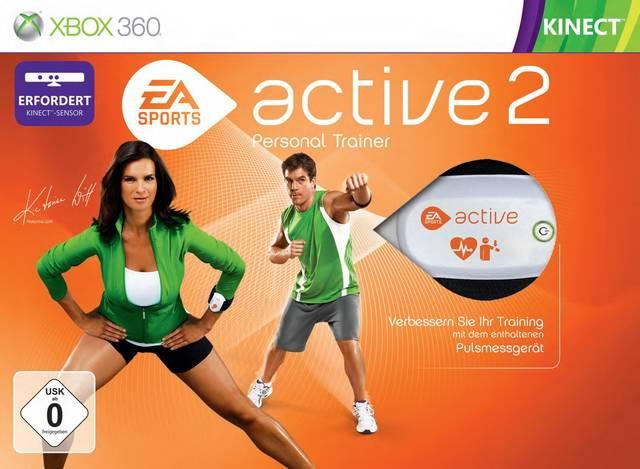 XBOX 360
KINECT™
ERFORDERT
KINECT™-SENSOR
EA
SPORTS
active 2
Personal Trainer
Katarina Witt
EA
SPORTS
active
Verbessern Sie Ihr Training
mit dem enthaltenen
Pulsmessgerät
USK
ab
0
freigegeben